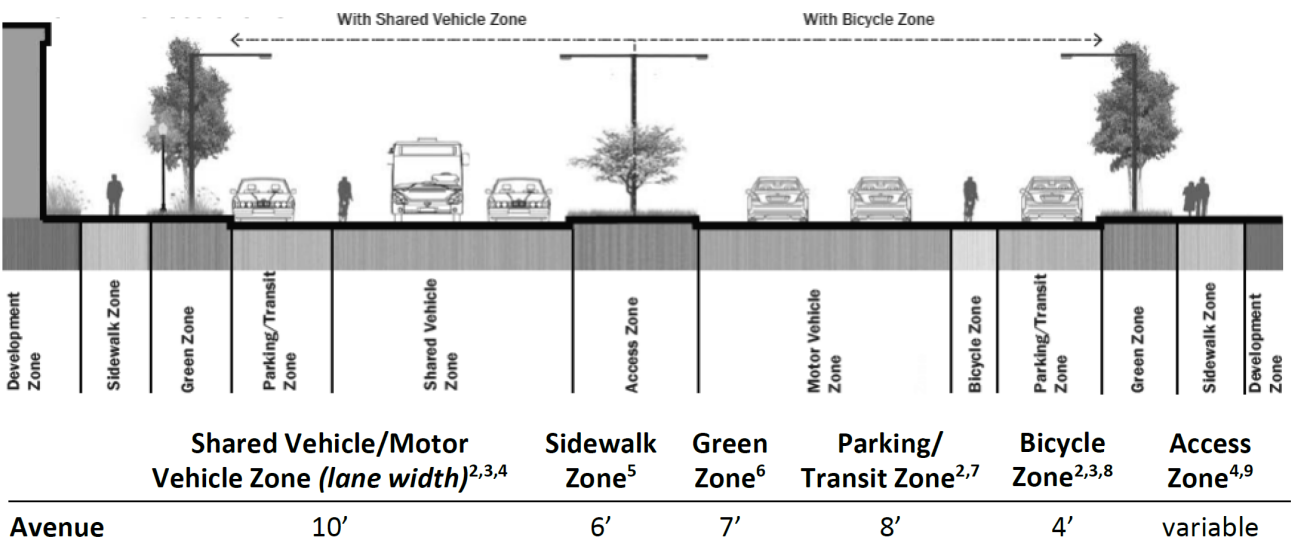 With Shared Vehicle Zone
With Bicycle Zone
Development
Zone
Sidewalk Zone
Green Zone
Parking/Transit
Zone
Shared Vehicle
Zone
Access Zone
Motor Vehicle
Zone
Bicycle Zone
Parking/Transit
Zone
Green Zone
Sidewalk Zone
Development
Zone
Shared Vehicle/Motor
Vehicle Zone (lane width)2,3,4
Sidewalk
Zone5
Green
Zone6
Parking/
Transit Zone2,7
Bicycle
Zone2,3,8
Access
Zone4,9
Avenue 10’ 6’ 7’ 8’ 4’ variable